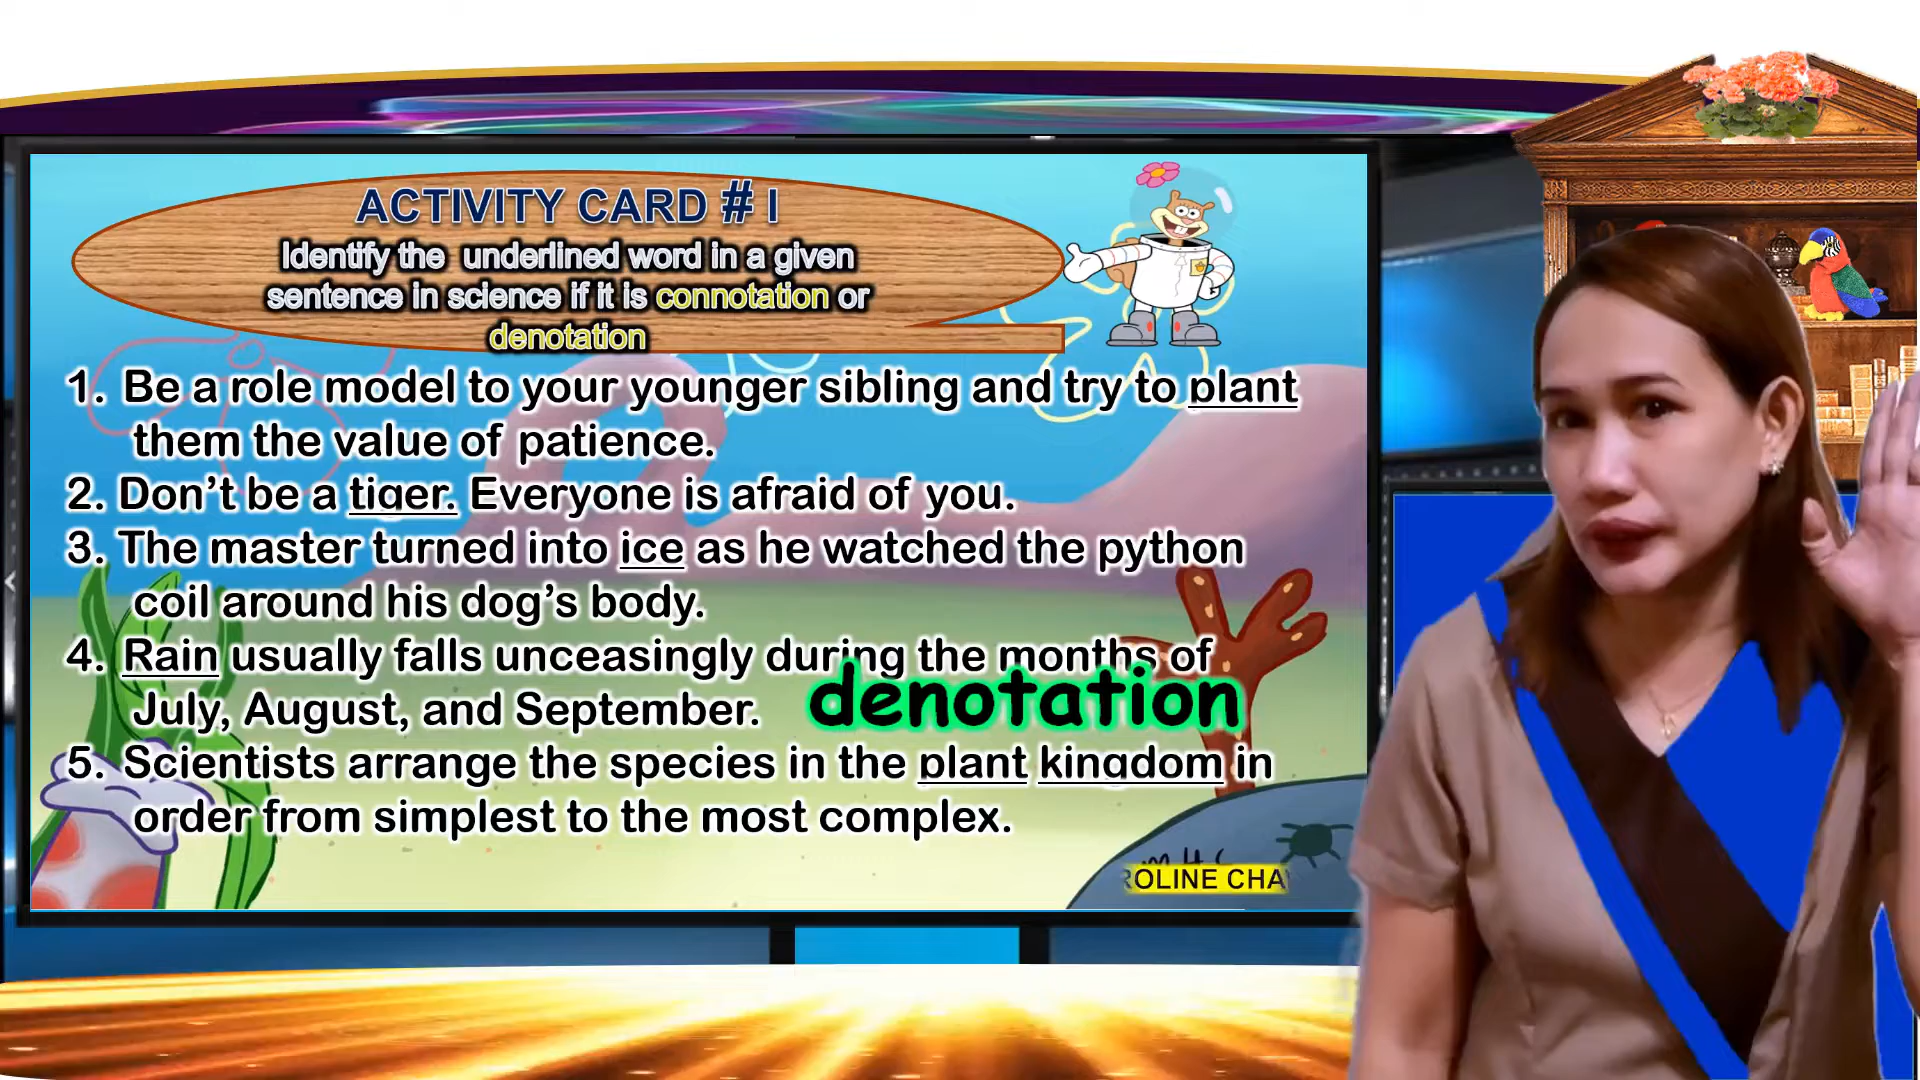 ACTIVITY CARD # I
Identify the underlined word in a given
sentence in science if it is connotation or
denotation
1. Be a role model to your younger sibling and try to plant
them the value of patience.
2. Don't be a tiger. Everyone is afraid of you.
3. The master turned into ice as he watched the python
coil around his dog's body.
4. Rain usually falls unceasingly during the months of
July, August, and September.
denotation
5. Scientists arrange the species in the plant kingdom in
order from simplest to the most complex.
ROLINE CHA